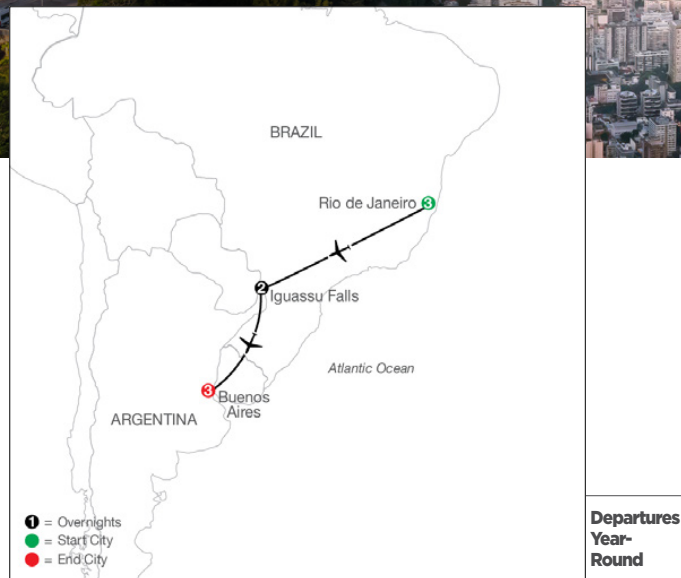 BRAZIL
Rio de Janeiro 3
2
Iguassu Falls
Atlantic Ocean
3
Buenos
Aires
ARGENTINA
1 = Overnights
= Start City
= End City
Departures
Year-
Round